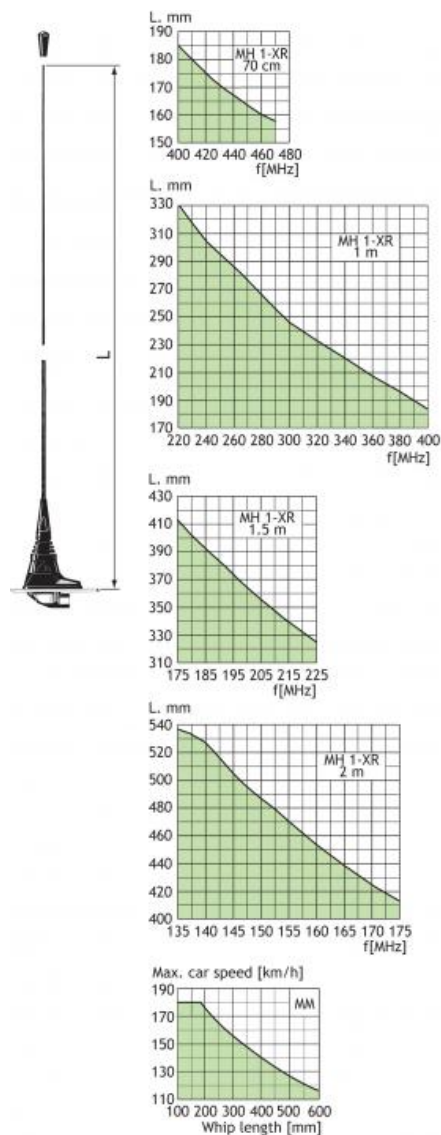 L. mm
190
180
170
160
150
MH 1-XR
70 cm
400 420 440 460 480
f[MHz]
L. mm
330
310
290
270
250
230
210
190
170
MH 1-XR
1 m
220 240 260 280 300 320 340 360 380 400
f[MHz]
L
L. mm
430
410
390
370
350
330
310
MH 1-XR
1.5 m
175 185 195 205 215 225
f[MHz]
L. mm
540
520
500
480
460
440
420
400
MH 1-XR
2 m
135 140 145 150 155 160 165 170 175
f[MHz]
Max. car speed [km/h]
190
170
150
130
110
MM
100 200 300 400 500 600
Whip length [mm]